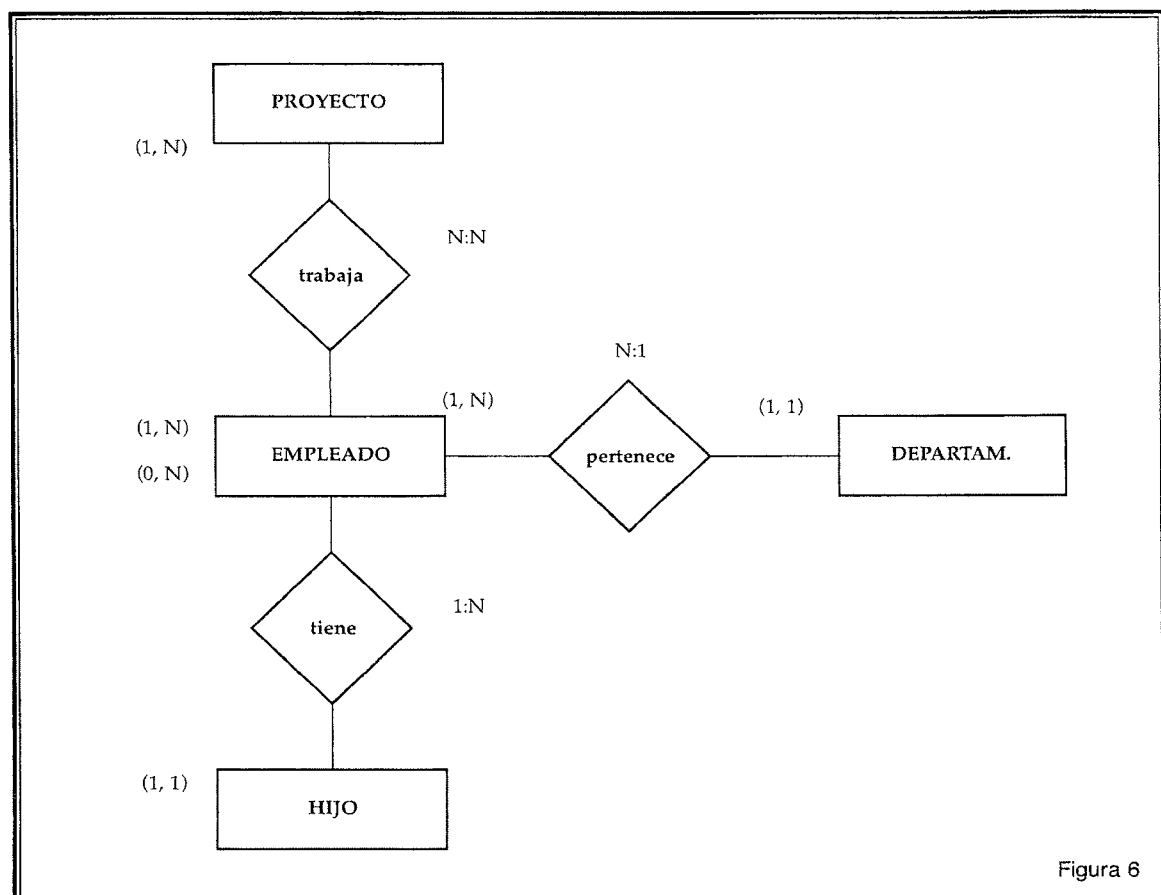 PROYECTO
(1, N)
N:N
trabaja
N:1
(1, N)
(1, 1)
(1, N)
EMPLEADO
pertenece
DEPARTAM.
(0, N)
1:N
tiene
(1, 1)
HIJO
Figura 6